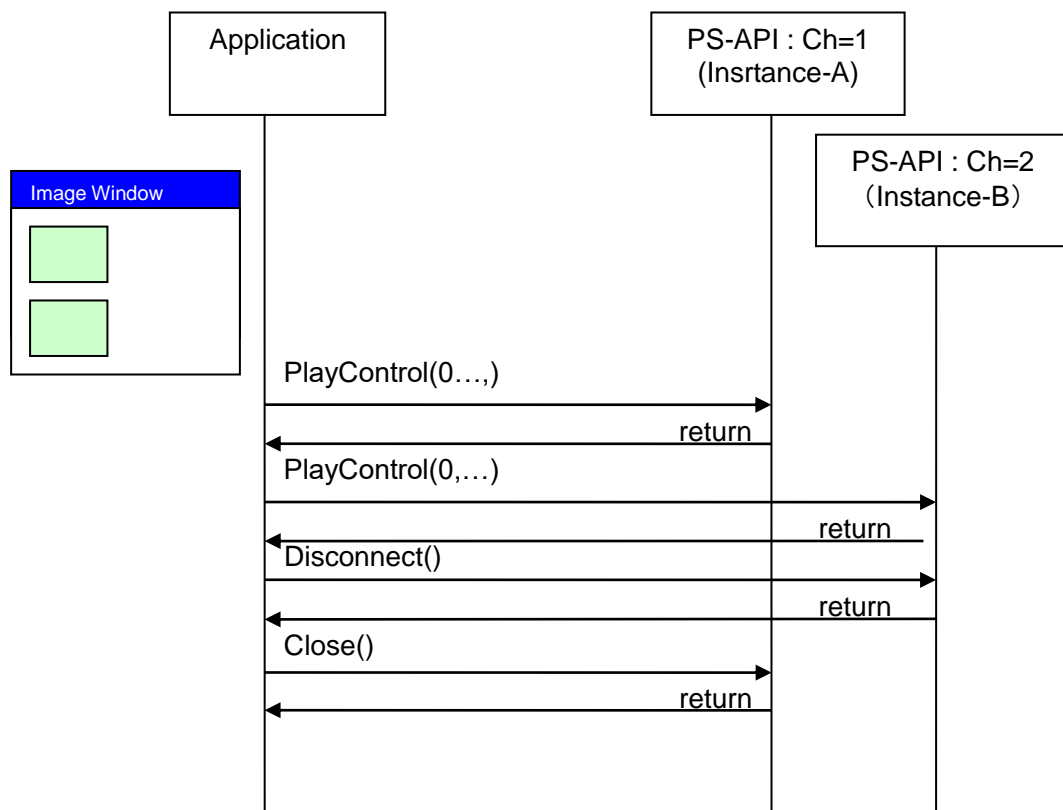 Application
PS-API : Ch=1
(Insrtance-A)
PS-API : Ch=2
（Instance-B）
Image Window
PlayControl(0…,)
return
PlayControl(0,…)
return
Disconnect()
return
Close()
return